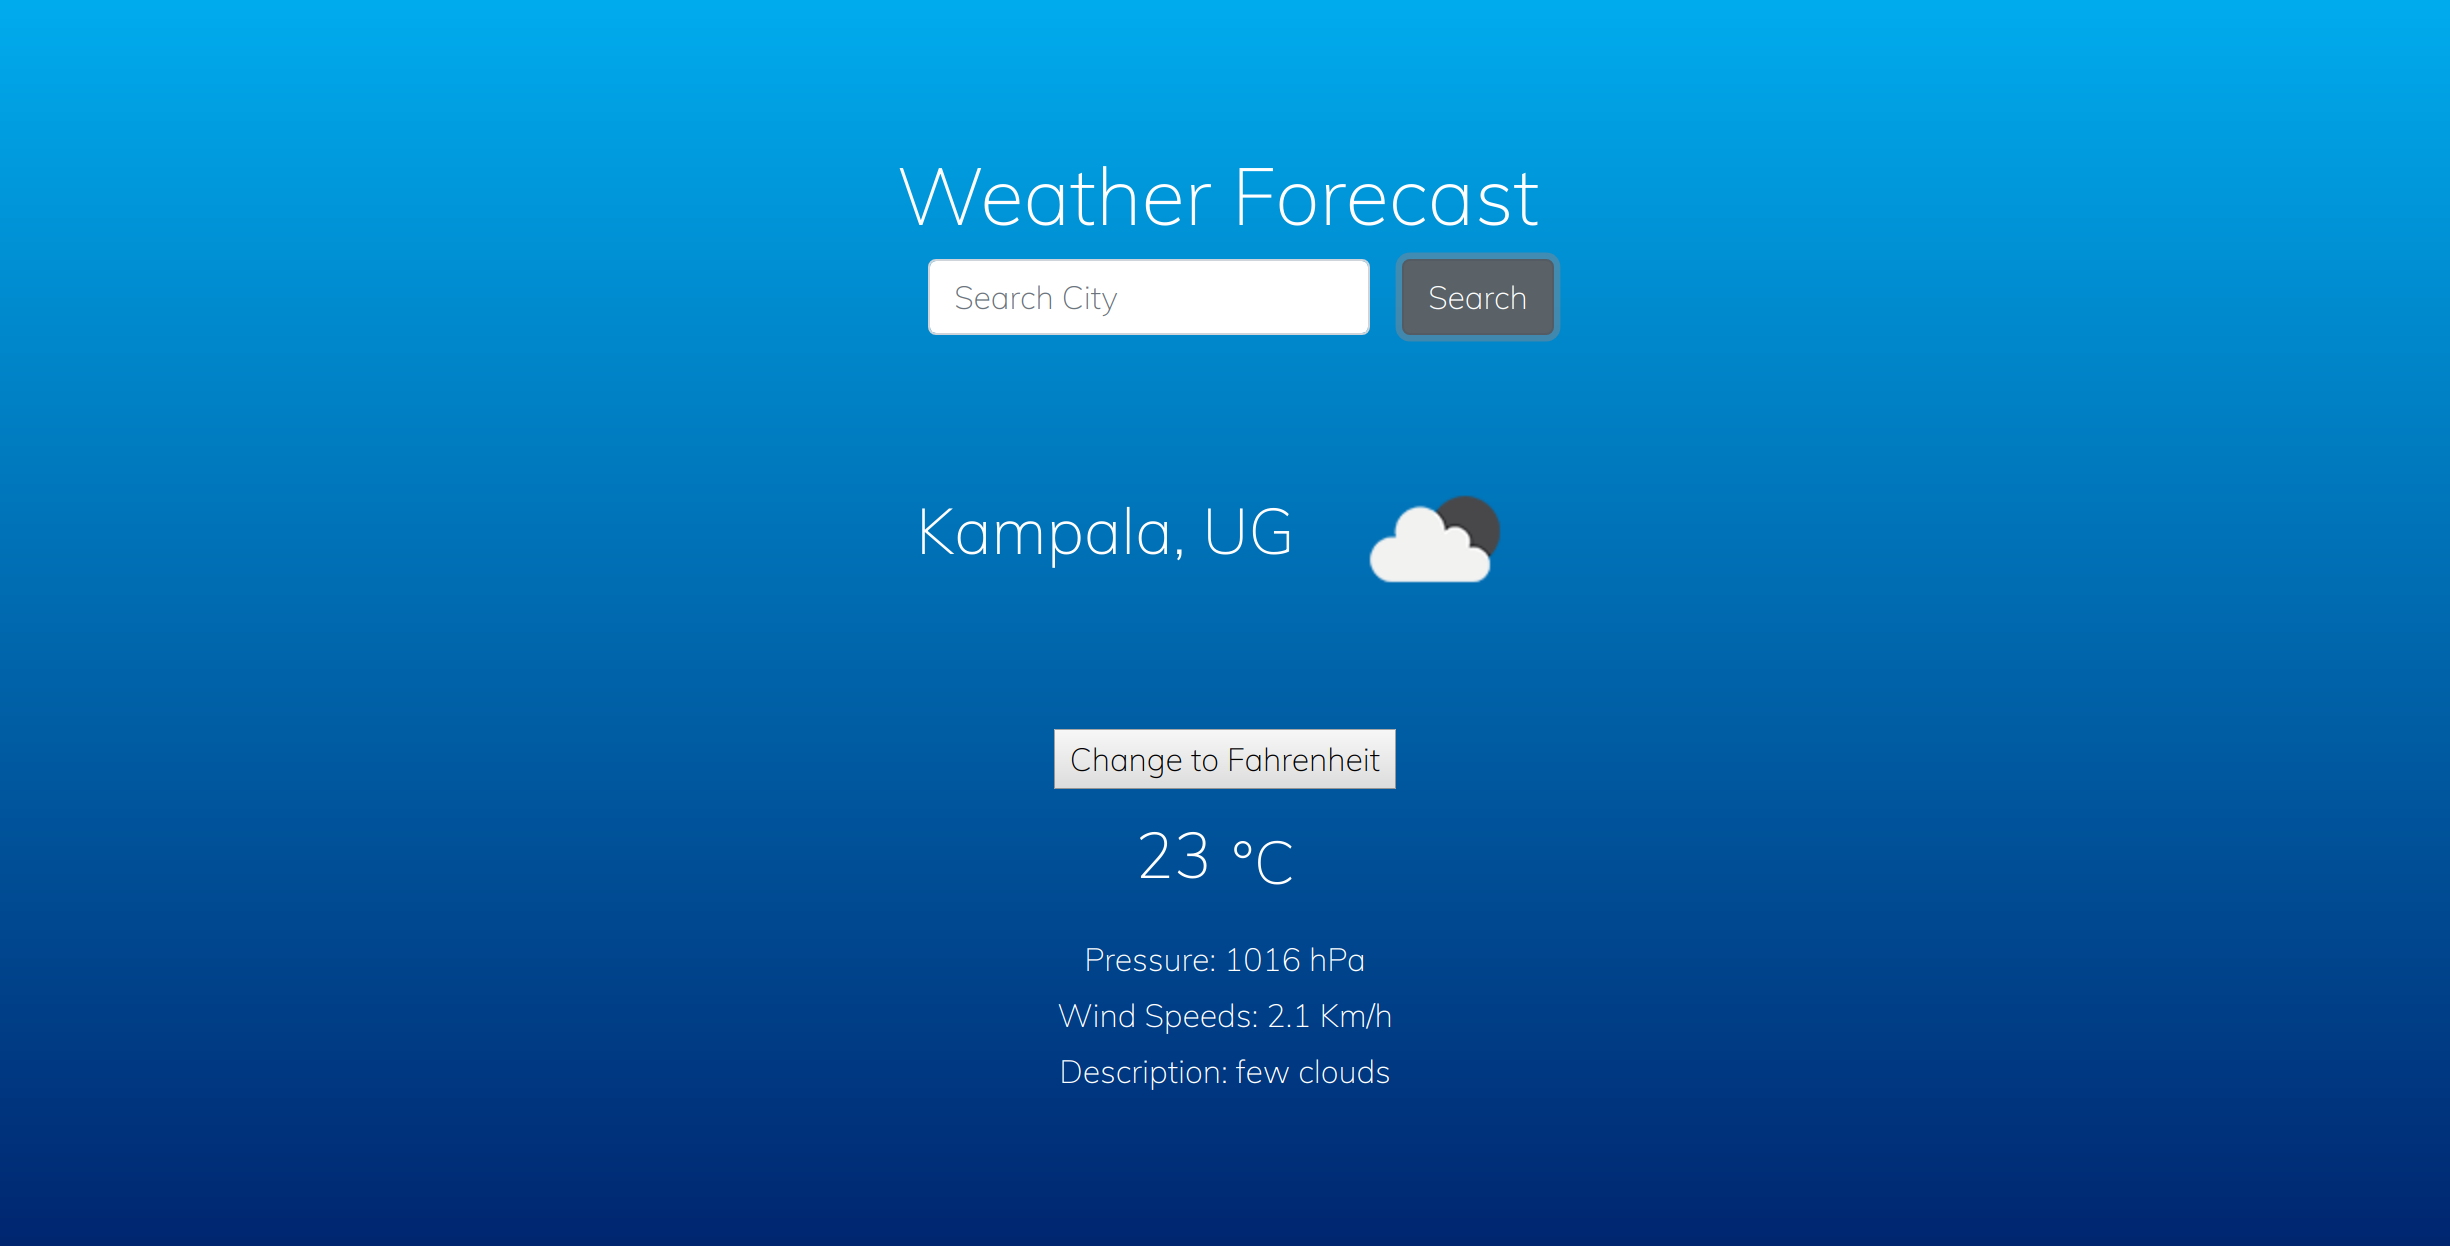 Weather Forecast
Search City
Search
Kampala, UG
Change to Fahrenheit
23 °C
Pressure: 1016 hPa
Wind Speeds: 2.1 Km/h
Description: few clouds